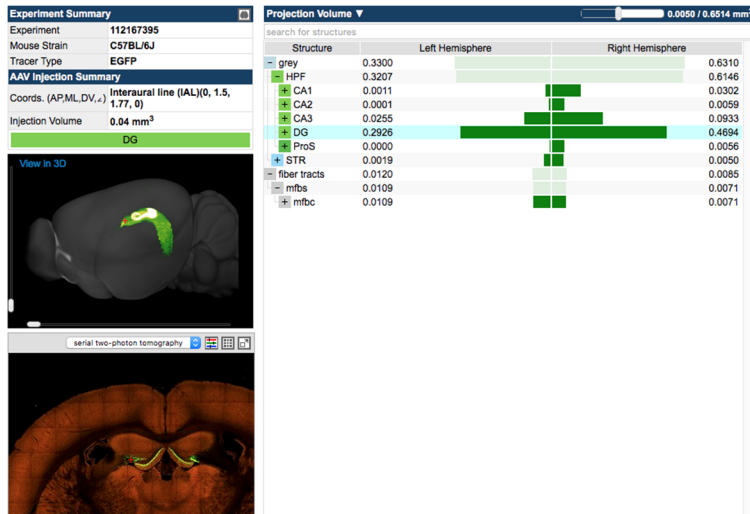 Experiment Summary
Experiment 112167395
Mouse Strain C57BL/6J
Tracer Type EGFP
AAV Injection Summary
Coords. (AP,ML,DV,∠) Interaural line (IAL)(0, 1.5,
1.77, 0)
Injection Volume 0.04 mm³
DG
View in 3D
serial two-photon tomography
Projection Volume ▼ 0.0050 / 0.6514 mm³
search for structures
Structure Left Hemisphere Right Hemisphere
− grey 0.3300 0.6310
− HPF 0.3207 0.6146
+ CA1 0.0011 0.0302
+ CA2 0.0001 0.0059
+ CA3 0.0255 0.0933
+ DG 0.2926 0.4694
+ ProS 0.0000 0.0056
+ STR 0.0019 0.0050
− fiber tracts 0.0120 0.0085
− mfbs 0.0109 0.0071
+ mfbc 0.0109 0.0071